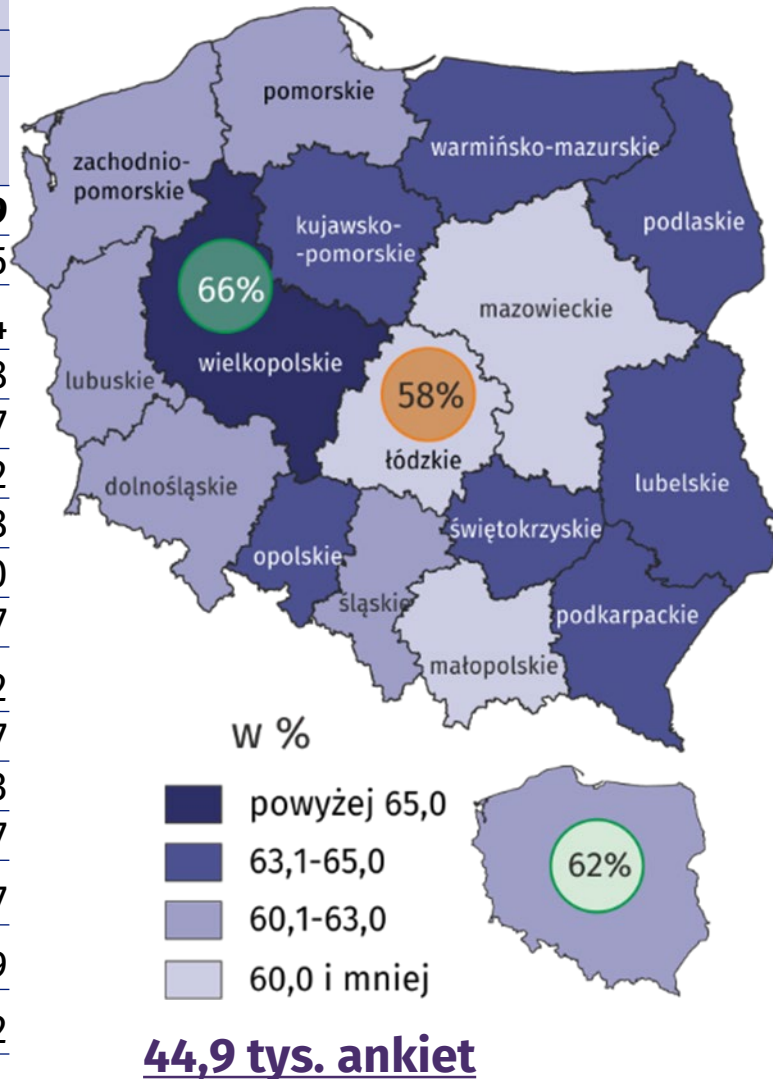 pomorskie
warmińsko-mazurskie
zachodnio-
pomorskie
podlaskie
kujawsko-
-pomorskie
66%
mazowieckie
wielkopolskie
lubuskie
58%
łódzkie
lubelskie
dolnośląskie
świętokrzyskie
opolskie
śląskie
podkarpackie
małopolskie
w %
powyżej 65,0
63,1-65,0
60,1-63,0
60,0 i mniej
62%
44,9 tys. ankiet